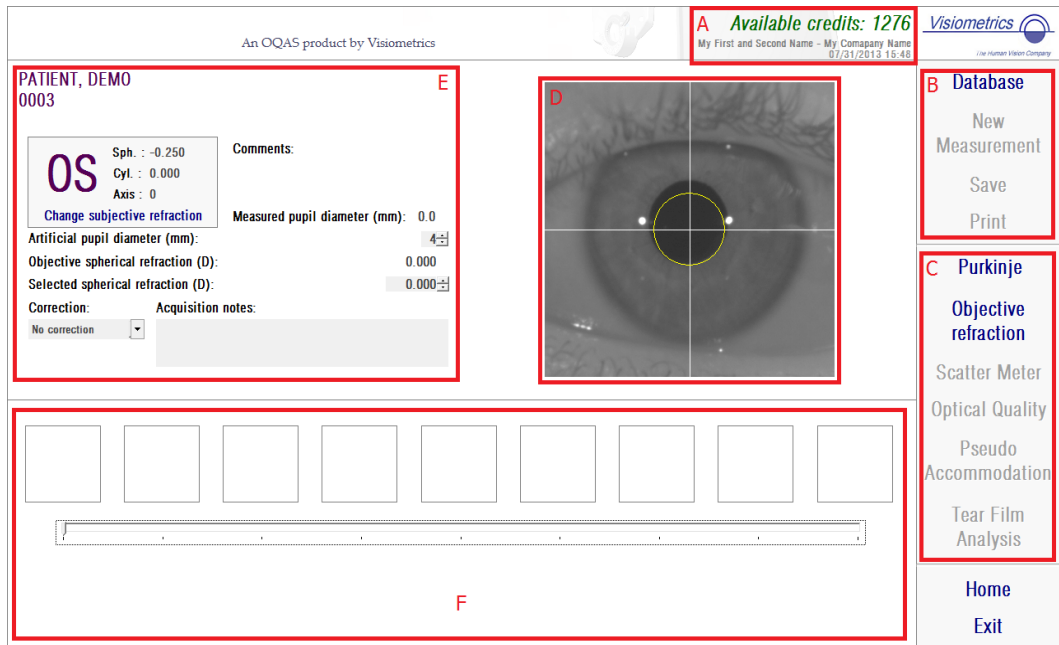 An OQAS product by Visiometrics
A
Available credits: 1276
My First and Second Name - My Comapany Name
07/31/2013 15:48
Visiometrics
The Human Vision Company
PATIENT, DEMO
0003
E
OS
Sph. : -0.250
Cyl. : 0.000
Axis : 0
Change subjective refraction
Comments:
Measured pupil diameter (mm): 0.0
Artificial pupil diameter (mm): 4
Objective spherical refraction (D): 0.000
Selected spherical refraction (D): 0.000
Correction:
No correction
Acquisition notes:
D
B
Database
New
Measurement
Save
Print
C
Purkinje
Objective
refraction
Scatter Meter
Optical Quality
Pseudo
Accommodation
Tear Film
Analysis
F
Home
Exit